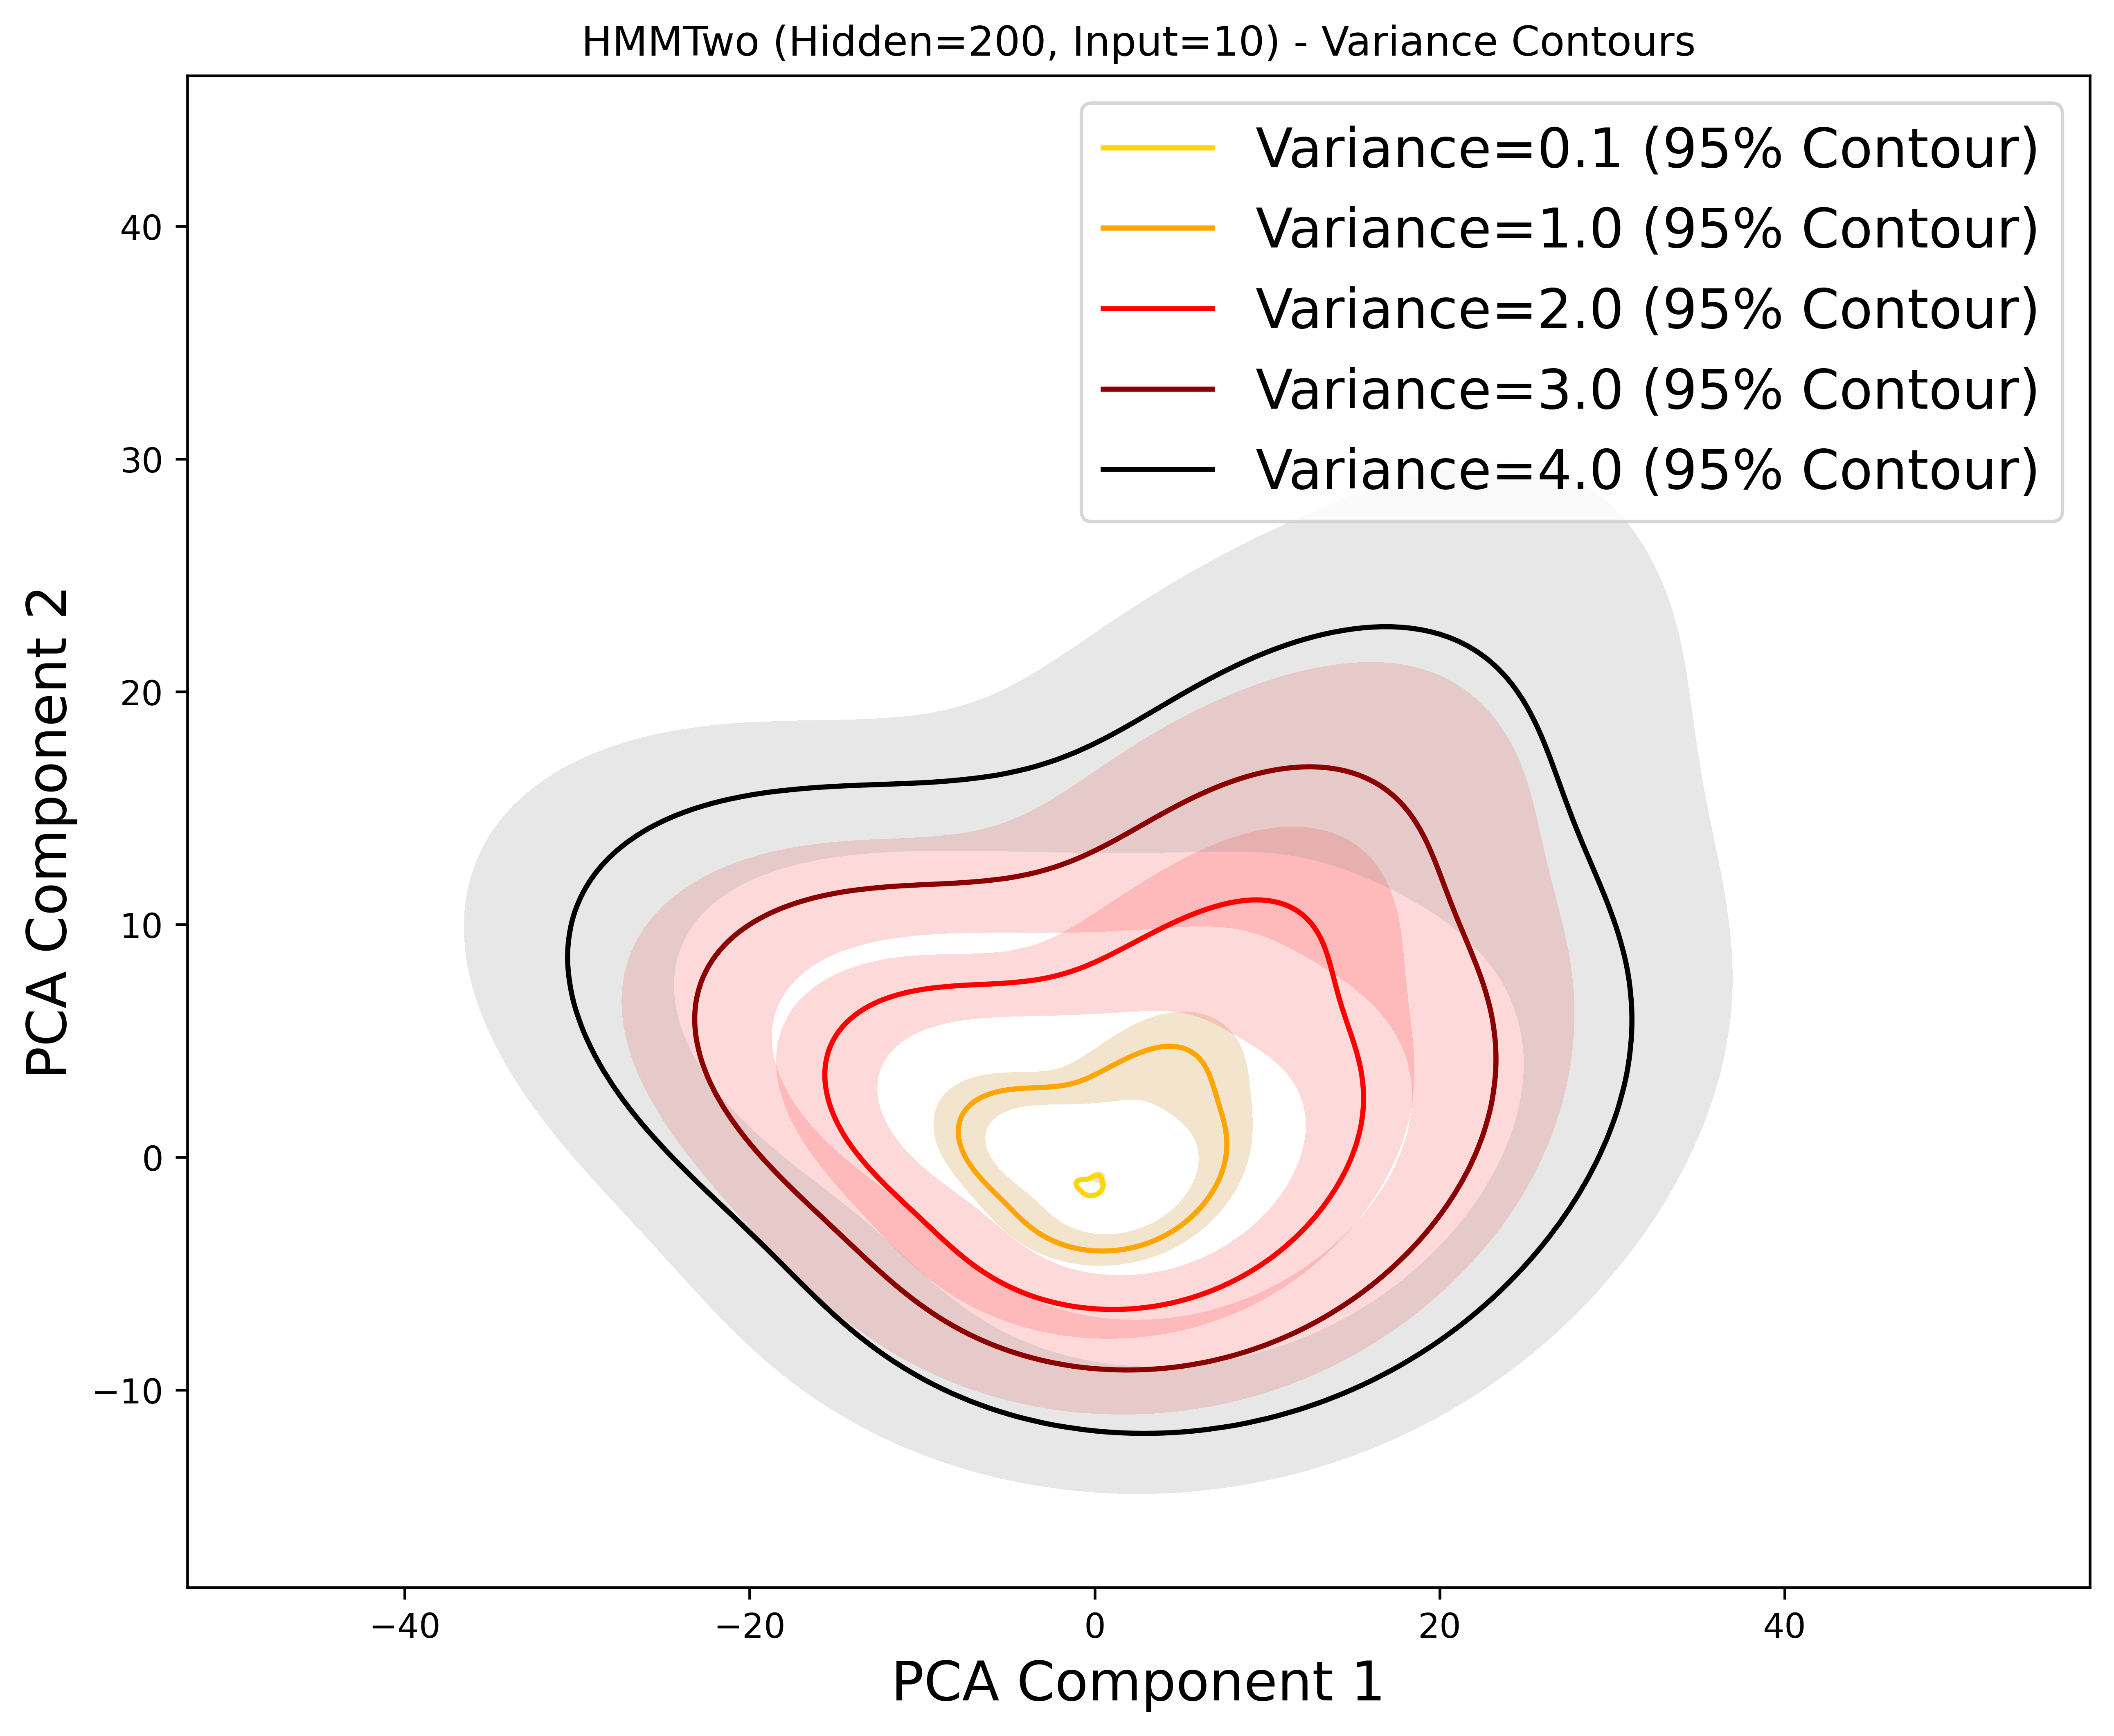 HMMTwo (Hidden=200, Input=10) - Variance Contours
Variance=0.1 (95% Contour)
Variance=1.0 (95% Contour)
Variance=2.0 (95% Contour)
Variance=3.0 (95% Contour)
Variance=4.0 (95% Contour)
PCA Component 2
40
30
20
10
0
−10
−40
−20
0
20
40
PCA Component 1